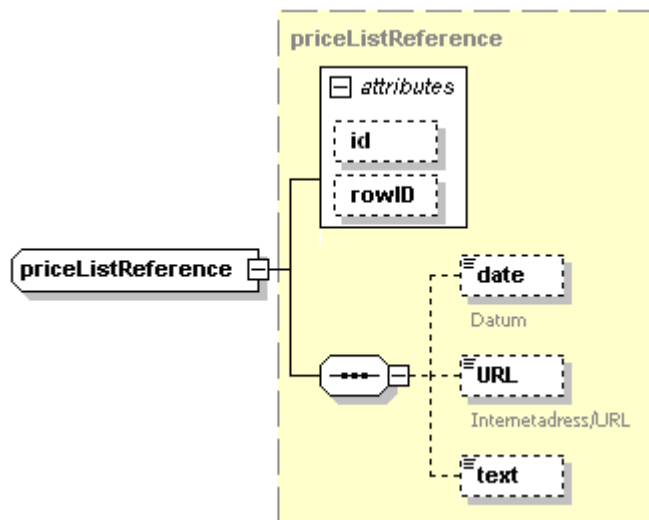 priceListReference
attributes
id
rowID
priceListReference
date
Datum
URL
Internetadress/URL
text